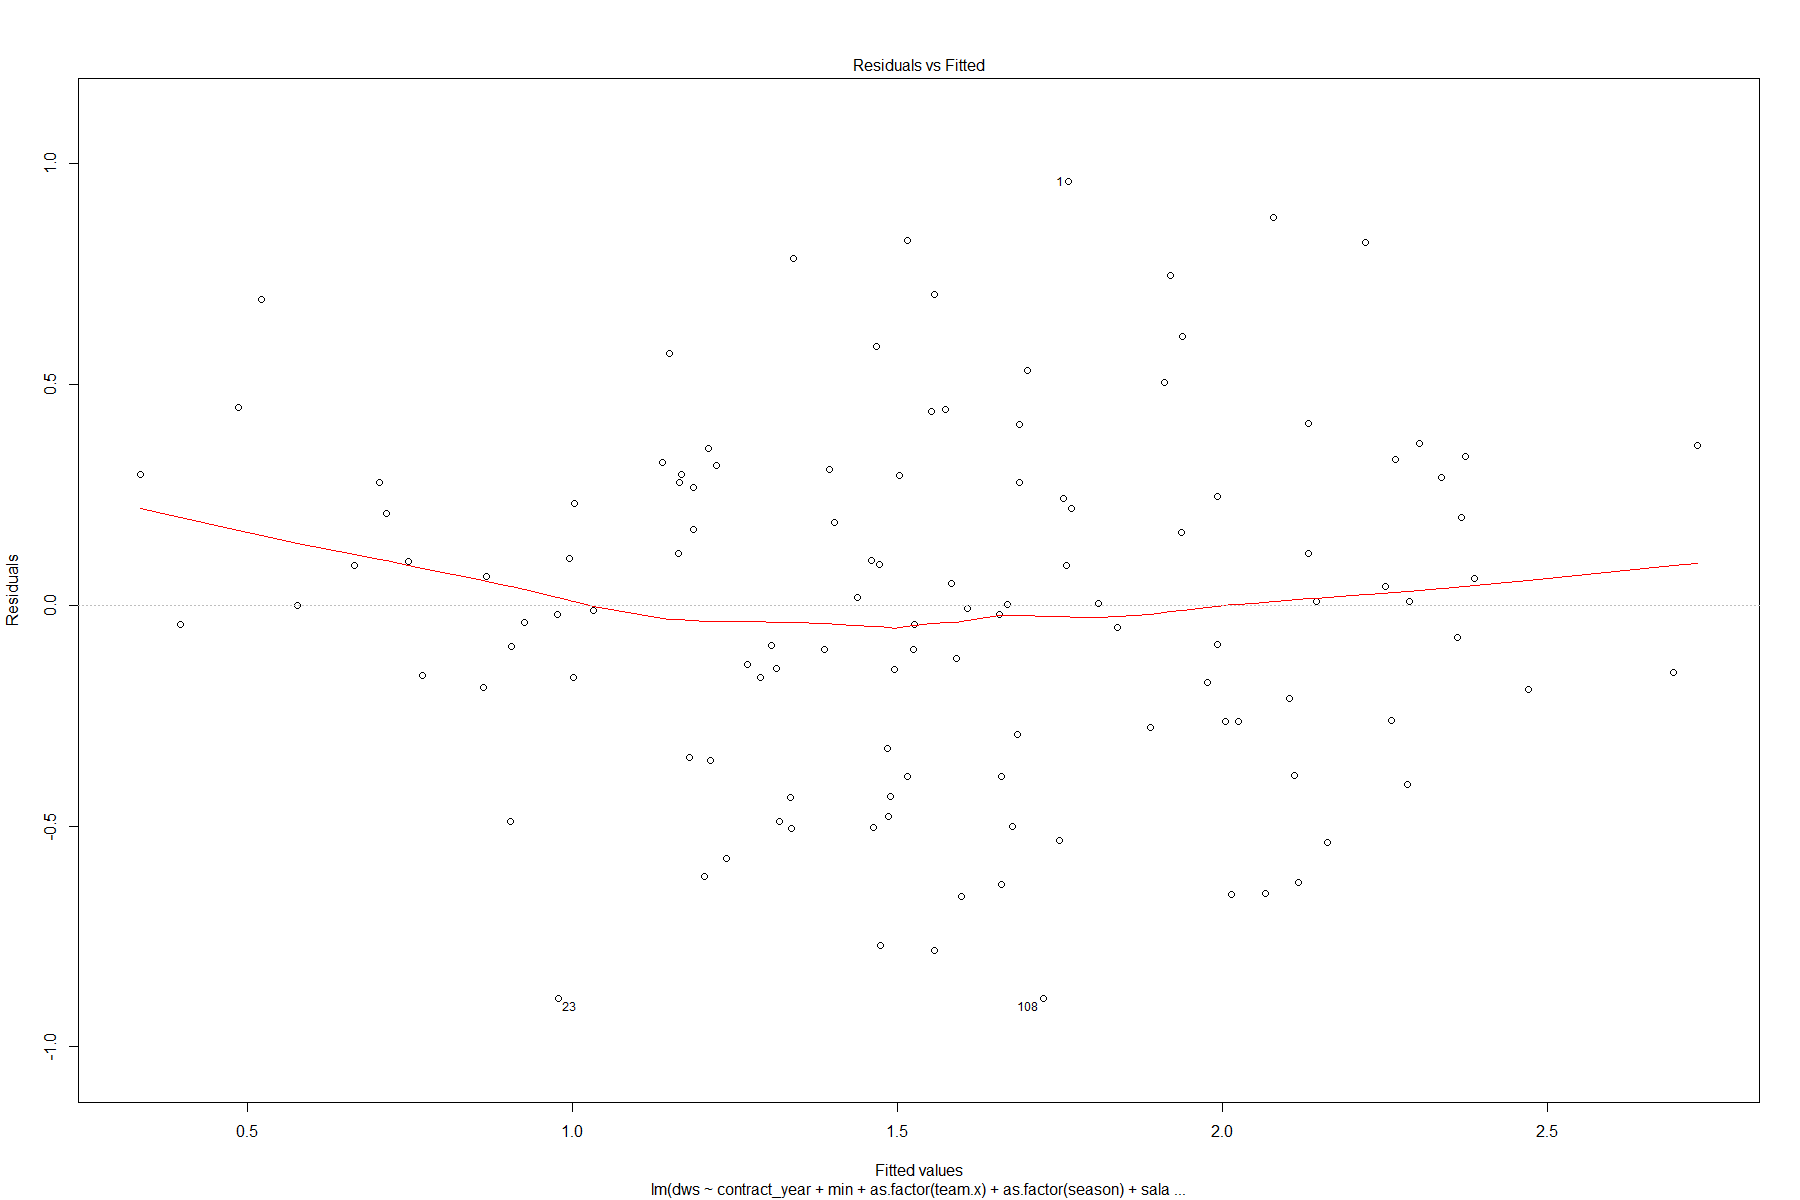 Residuals vs Fitted
1.0
0.5
0.0
-0.5
-1.0
Residuals
1
23
108
0.5 1.0 1.5 2.0 2.5
Fitted values
lm(dws ~ contract_year + min + as.factor(team.x) + as.factor(season) + sala ...